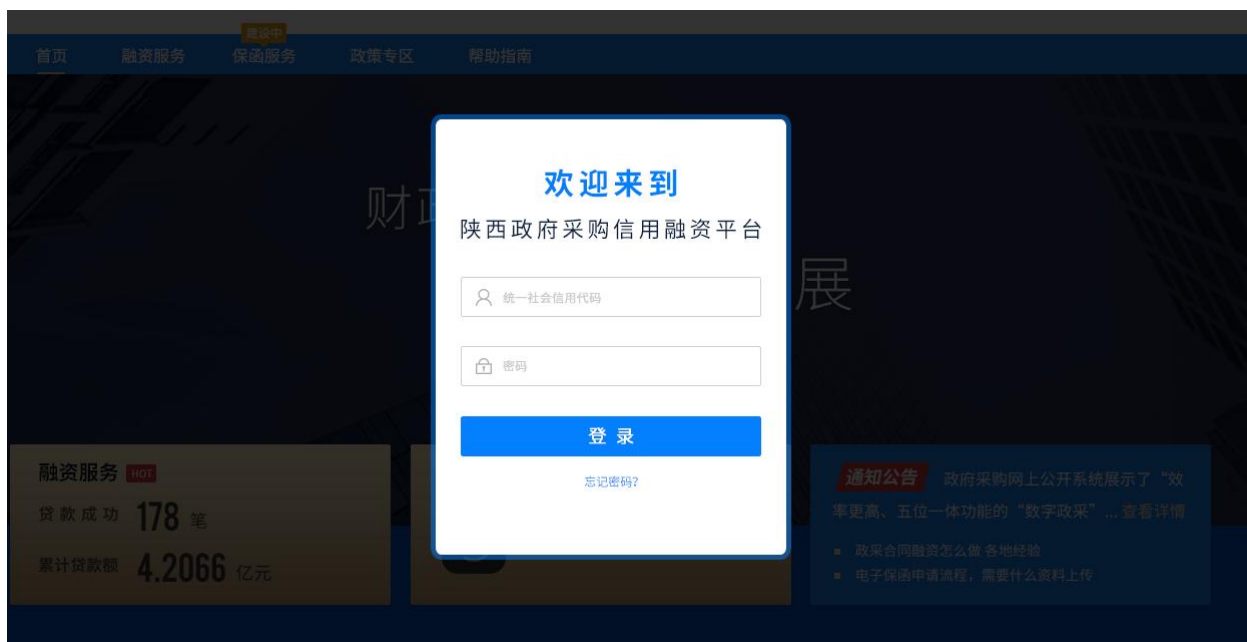 建设中
首页 融资服务 保函服务 政策专区 帮助指南
财政
展
欢迎来到
陕西政府采购信用融资平台
统一社会信用代码
密码
登录
忘记密码?
融资服务 HOT
贷款成功 178 笔
累计贷款额 4.2066 亿元
通知公告 政府采购网上公开系统展示了“效
率更高、五位一体功能的“数字政采” ... 查看详情
政采合同融资怎么做 各地经验
电子保函申请流程，需要什么资料上传